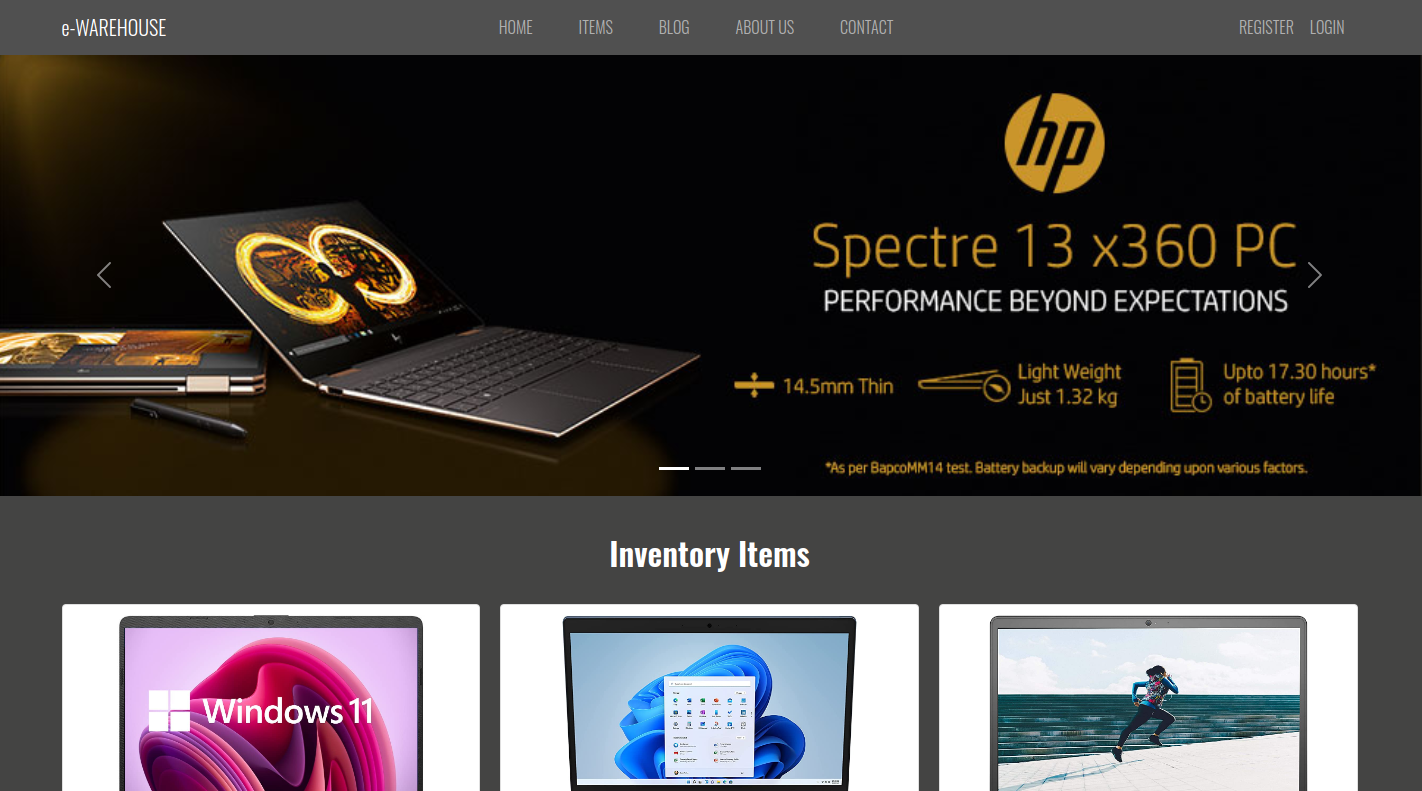 e-WAREHOUSE
HOME
ITEMS
BLOG
ABOUT US
CONTACT
REGISTER
LOGIN
hp
Spectre 13 x360 PC
PERFORMANCE BEYOND EXPECTATIONS
14.5mm Thin
Light Weight
Just 1.32 kg
Upto 17.30 hours*
of battery life
*As per BapcoMM14 test. Battery backup will vary depending upon various factors.
Inventory Items
Windows 11